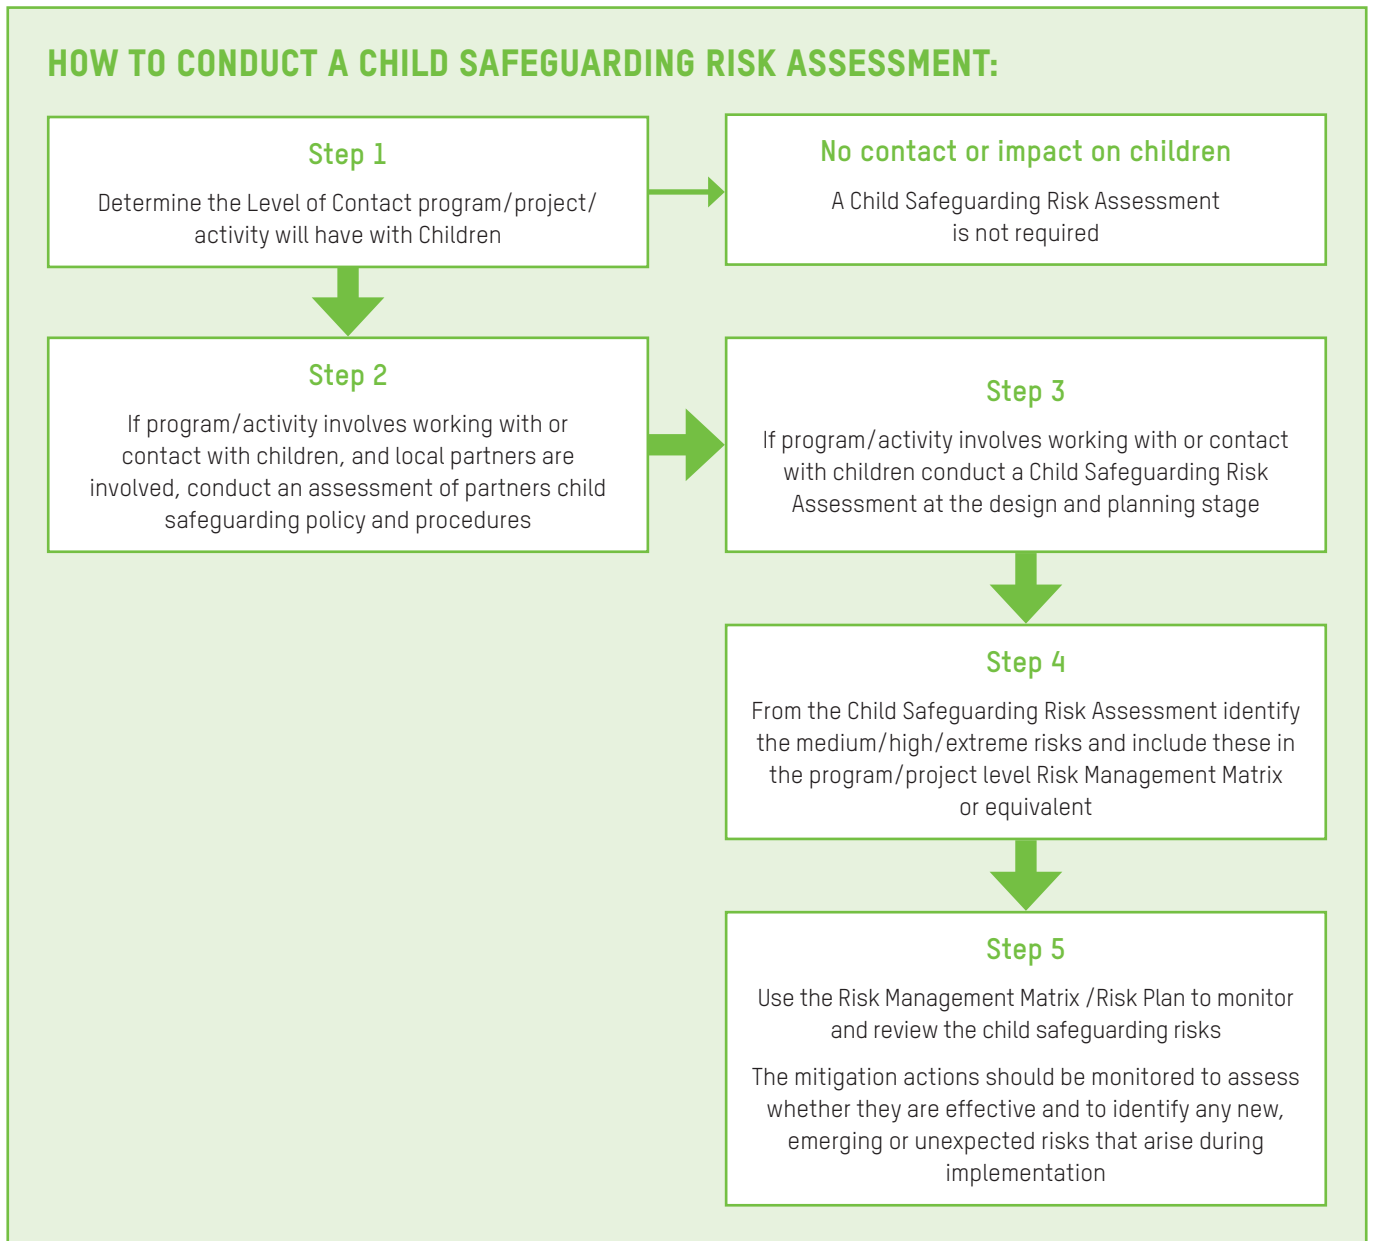 HOW TO CONDUCT A CHILD SAFEGUARDING RISK ASSESSMENT:
Step 1
Determine the Level of Contact program/project/
activity will have with Children
No contact or impact on children
A Child Safeguarding Risk Assessment
is not required
Step 2
If program/activity involves working with or
contact with children, and local partners are
involved, conduct an assessment of partners child
safeguarding policy and procedures
Step 3
If program/activity involves working with or contact
with children conduct a Child Safeguarding Risk
Assessment at the design and planning stage
Step 4
From the Child Safeguarding Risk Assessment identify
the medium/high/extreme risks and include these in
the program/project level Risk Management Matrix
or equivalent
Step 5
Use the Risk Management Matrix /Risk Plan to monitor
and review the child safeguarding risks
The mitigation actions should be monitored to assess
whether they are effective and to identify any new,
emerging or unexpected risks that arise during
implementation